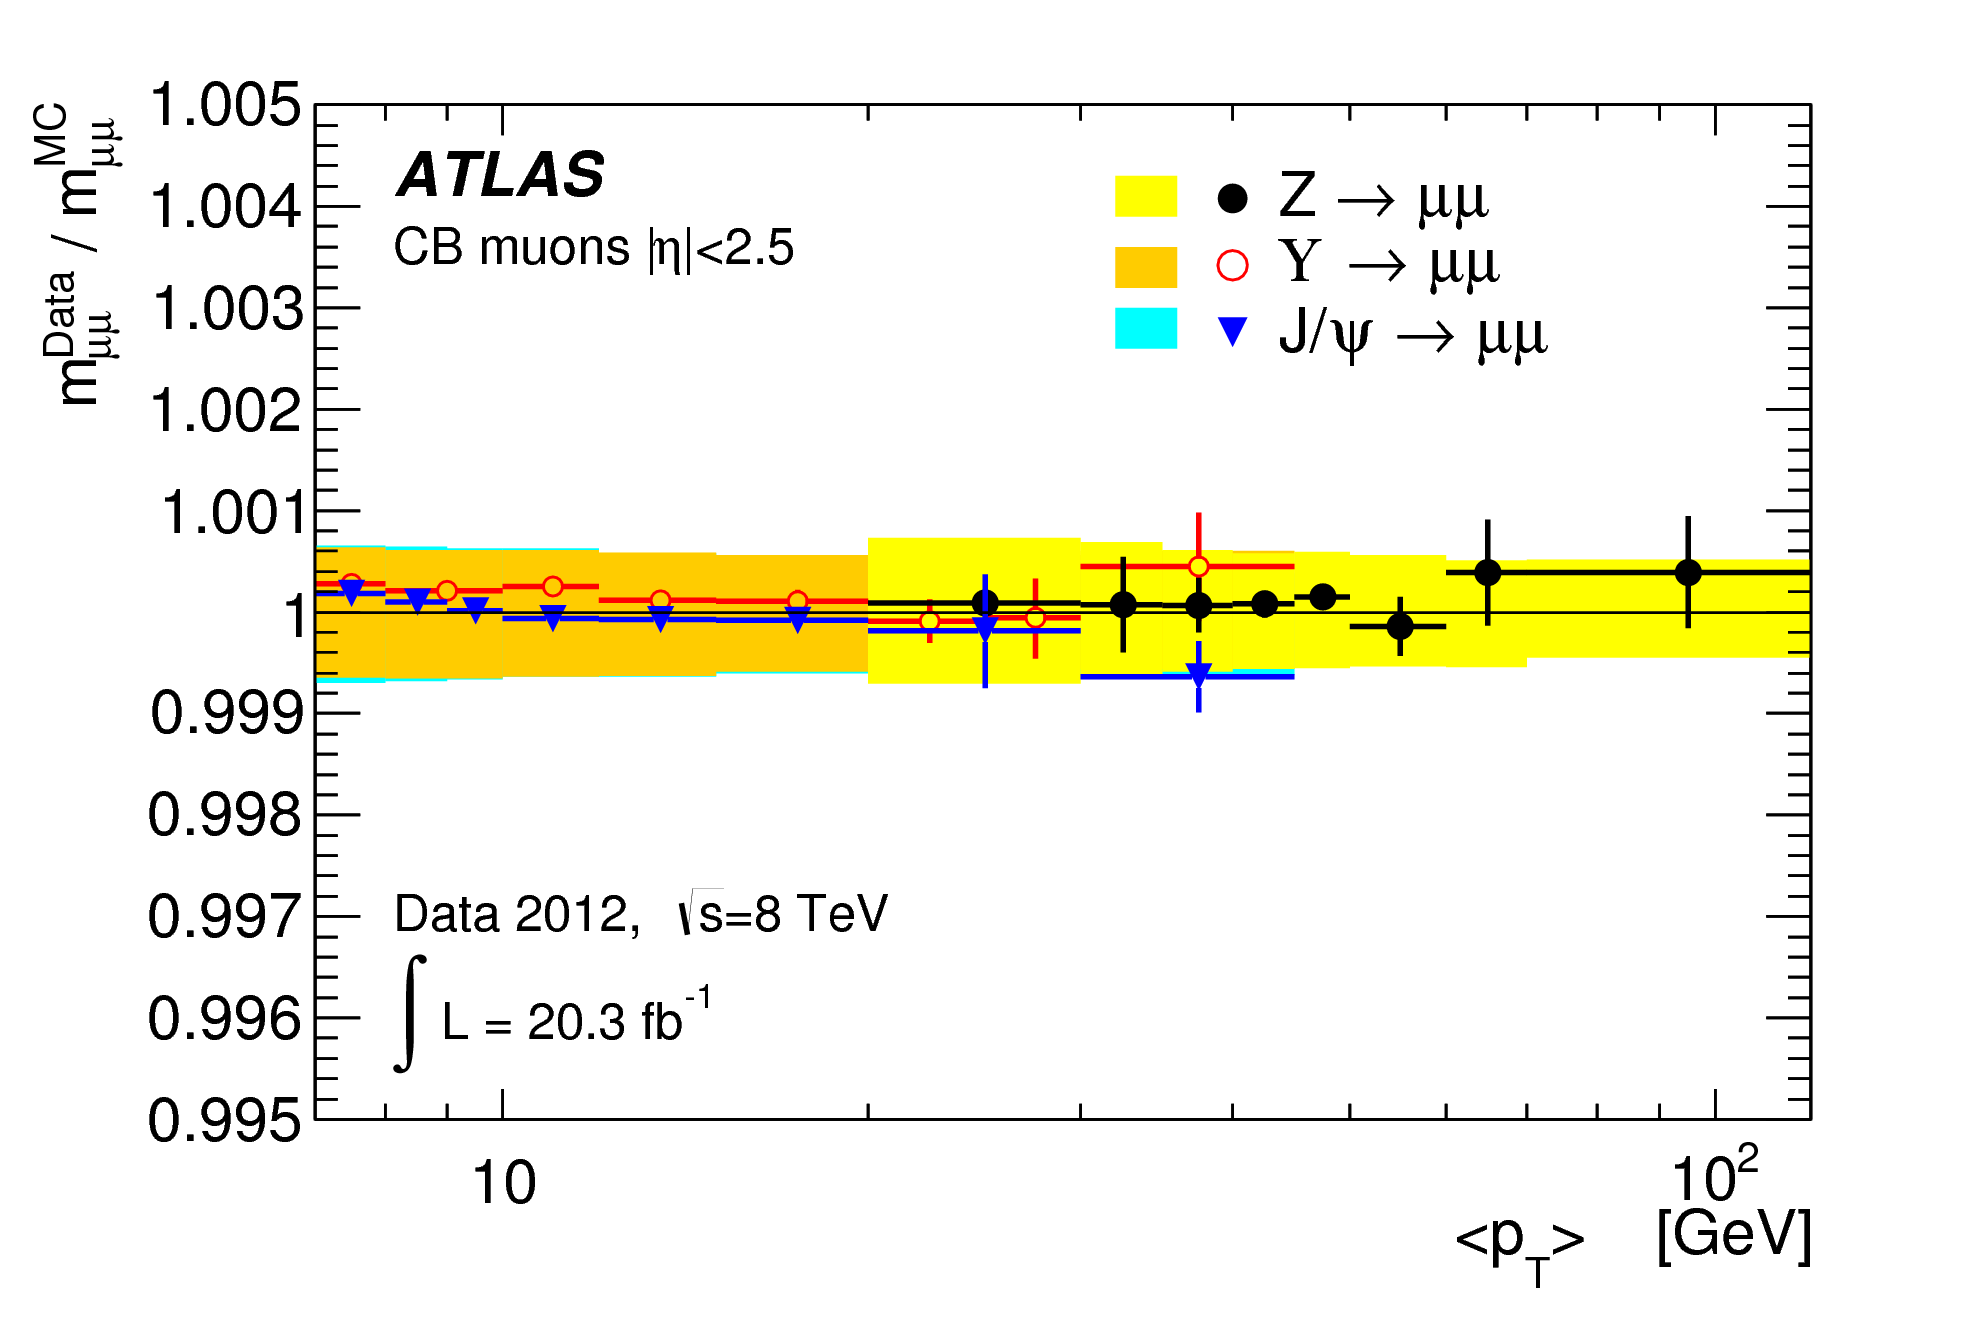 1.005
1.004
1.003
1.002
1.001
1
0.999
0.998
0.997
0.996
0.995
m_μμ^Data / m_μμ^MC
ATLAS
CB muons |η|<2.5
Z → μμ
Υ → μμ
J/ψ → μμ
Data 2012, √s=8 TeV
∫ L = 20.3 fb^-1
10
10^2
<p_T> [GeV]